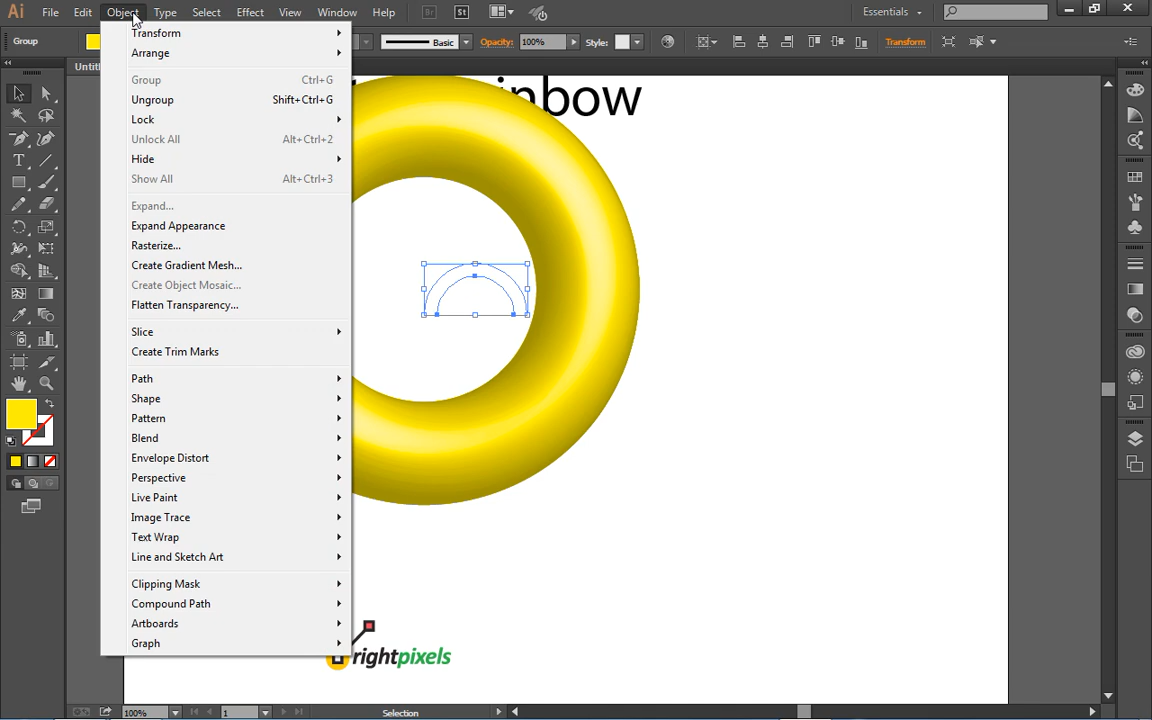 Ai File Edit Object Type Select Effect View Window Help Br St Essentials
Group Basic Opacity: 100% Style: Transform
Transform
Arrange
Group Ctrl+G
Ungroup Shift+Ctrl+G
Lock
Unlock All Alt+Ctrl+2
Hide
Show All Alt+Ctrl+3
Expand...
Expand Appearance
Rasterize...
Create Gradient Mesh...
Create Object Mosaic...
Flatten Transparency...
Slice
Create Trim Marks
Path
Shape
Pattern
Blend
Envelope Distort
Perspective
Live Paint
Image Trace
Text Wrap
Line and Sketch Art
Clipping Mask
Compound Path
Artboards
Graph
inbow
rightpixels
100% 1 Selection